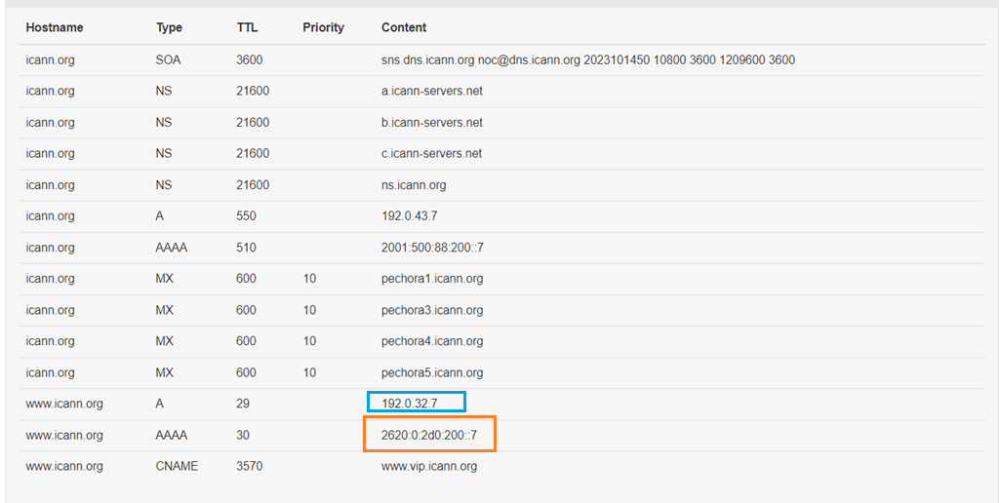 Hostname Type TTL Priority Content
icann.org SOA 3600 sns.dns.icann.org noc@dns.icann.org 2023101450 10800 3600 1209600 3600
icann.org NS 21600 a.icann-servers.net
icann.org NS 21600 b.icann-servers.net
icann.org NS 21600 c.icann-servers.net
icann.org NS 21600 ns.icann.org
icann.org A 550 192.0.43.7
icann.org AAAA 510 2001:500:88:200::7
icann.org MX 600 10 pechora1.icann.org
icann.org MX 600 10 pechora3.icann.org
icann.org MX 600 10 pechora4.icann.org
icann.org MX 600 10 pechora5.icann.org
www.icann.org A 29 192.0.32.7
www.icann.org AAAA 30 2620:0:2d0:200::7
www.icann.org CNAME 3570 www.vip.icann.org